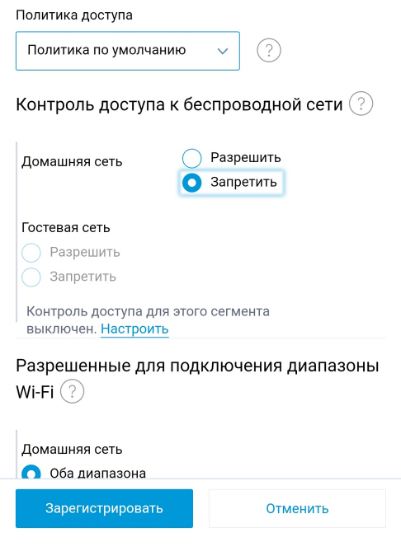 Политика доступа
Политика по умолчанию
?
Контроль доступа к беспроводной сети ?
Домашняя сеть
Разрешить
Запретить
Гостевая сеть
Разрешить
Запретить
Контроль доступа для этого сегмента
выключен. Настроить
Разрешенные для подключения диапазоны
Wi-Fi ?
Домашняя сеть
Оба диапазона
Зарегистрировать
Отменить